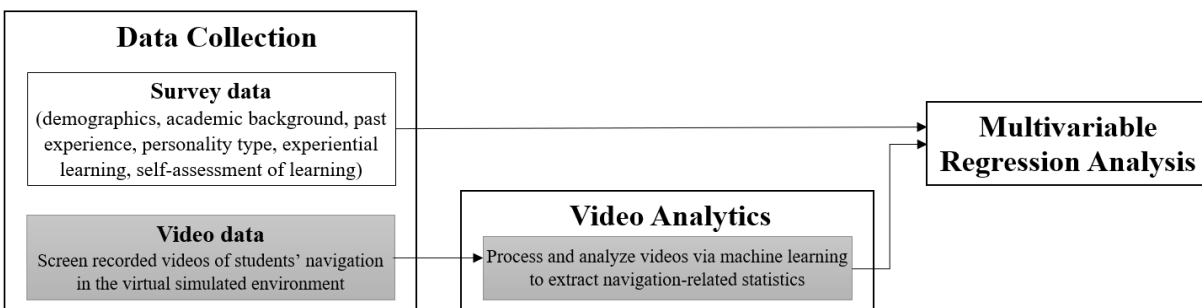 Data Collection
Survey data
(demographics, academic background, past
experience, personality type, experiential
learning, self-assessment of learning)
Video data
Screen recorded videos of students’ navigation
in the virtual simulated environment
Video Analytics
Process and analyze videos via machine learning
to extract navigation-related statistics
Multivariable
Regression Analysis